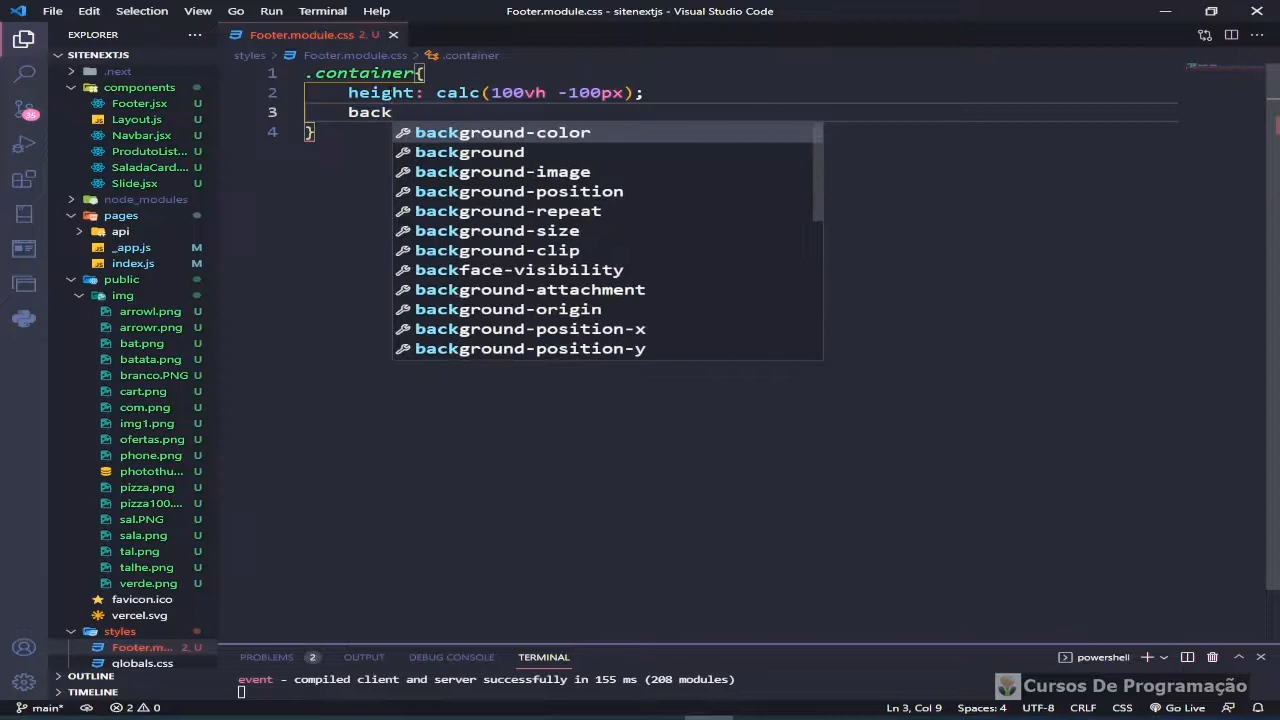 File Edit Selection View Go Run Terminal Help Footer.module.css - sitenextjs - Visual Studio Code
EXPLORER ···
Footer.module.css 2, U
SITENEXTJS
styles > Footer.module.css > .container
.next
components
Footer.jsx U
Layout.js U
Navbar.jsx U
ProdutoList.... U
SaladaCard.... U
Slide.jsx U
node_modules
pages
api
_app.js M
index.js M
public
img
arrowl.png U
arrowr.png U
bat.png U
batata.png U
branco.PNG U
cart.png U
com.png U
img1.png U
ofertas.png U
phone.png U
photothu... U
pizza.png U
pizza100.... U
sal.PNG U
sala.png U
tal.png U
talhe.png U
verde.png U
favicon.ico
vercel.svg
styles
Footer.m... 2, U
globals.css
OUTLINE
TIMELINE
35
1 .container{
2 height: calc(100vh -100px);
3 back
4 }
background-color
background
background-image
background-position
background-repeat
background-size
background-clip
backface-visibility
background-attachment
background-origin
background-position-x
background-position-y
PROBLEMS 2 OUTPUT DEBUG CONSOLE TERMINAL powershell
event - compiled client and server successfully in 155 ms (208 modules)
Cursos De Programação
main* 2 0 Ln 3, Col 9 Spaces: 4 UTF-8 CRLF CSS Go Live